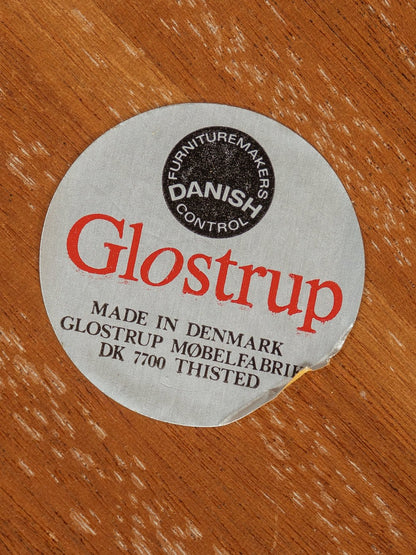 FURNITUREMAKERS
DANISH
CONTROL
Glostrup
MADE IN DENMARK
GLOSTRUP MØBELFABRIK
DK 7700 THISTED